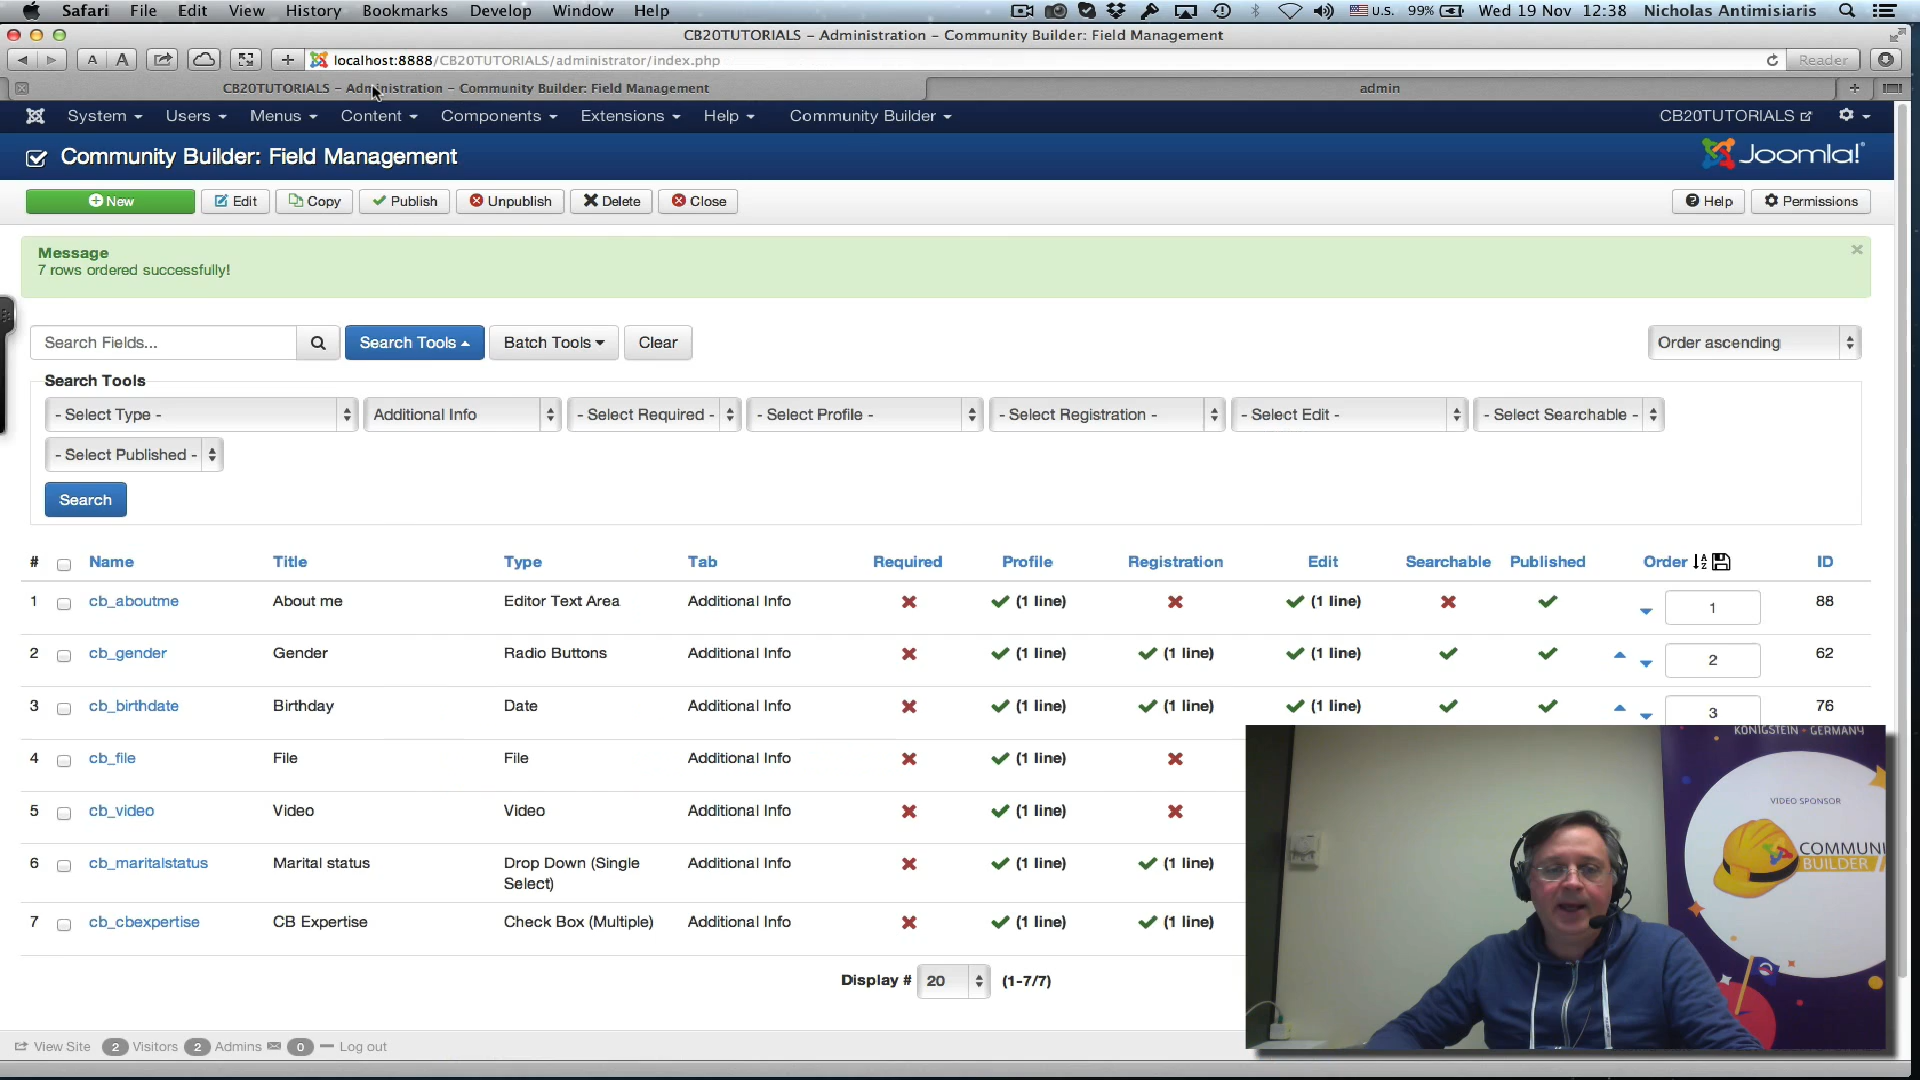 Safari File Edit View History Bookmarks Develop Window Help U.S. 99% Wed 19 Nov 12:38 Nicholas Antimisiaris
CB20TUTORIALS – Administration – Community Builder: Field Management
A A + localhost:8888/CB20TUTORIALS/administrator/index.php Reader
CB20TUTORIALS – Administration – Community Builder: Field Management admin +
System Users Menus Content Components Extensions Help Community Builder CB20TUTORIALS
Community Builder: Field Management Joomla!
New Edit Copy Publish Unpublish Delete Close Help Permissions
Message
7 rows ordered successfully!
Search Fields... Search Tools Batch Tools Clear Order ascending
Search Tools
- Select Type - Additional Info - Select Required - - Select Profile - - Select Registration - - Select Edit - - Select Searchable -
- Select Published -
Search
# Name Title Type Tab Required Profile Registration Edit Searchable Published Order ID
1 cb_aboutme About me Editor Text Area Additional Info (1 line) (1 line) 1 88
2 cb_gender Gender Radio Buttons Additional Info (1 line) (1 line) (1 line) 2 62
3 cb_birthdate Birthday Date Additional Info (1 line) (1 line) (1 line) 3 76
KÖNIGSTEIN - GERMANY
4 cb_file File File Additional Info (1 line)
VIDEO SPONSOR
5 cb_video Video Video Additional Info (1 line)
COMMUNI
BUILDER
6 cb_maritalstatus Marital status Drop Down (Single Select) Additional Info (1 line) (1 line)
7 cb_cbexpertise CB Expertise Check Box (Multiple) Additional Info (1 line) (1 line)
Display # 20 (1-7/7)
View Site 2 Visitors 2 Admins 0 Log out